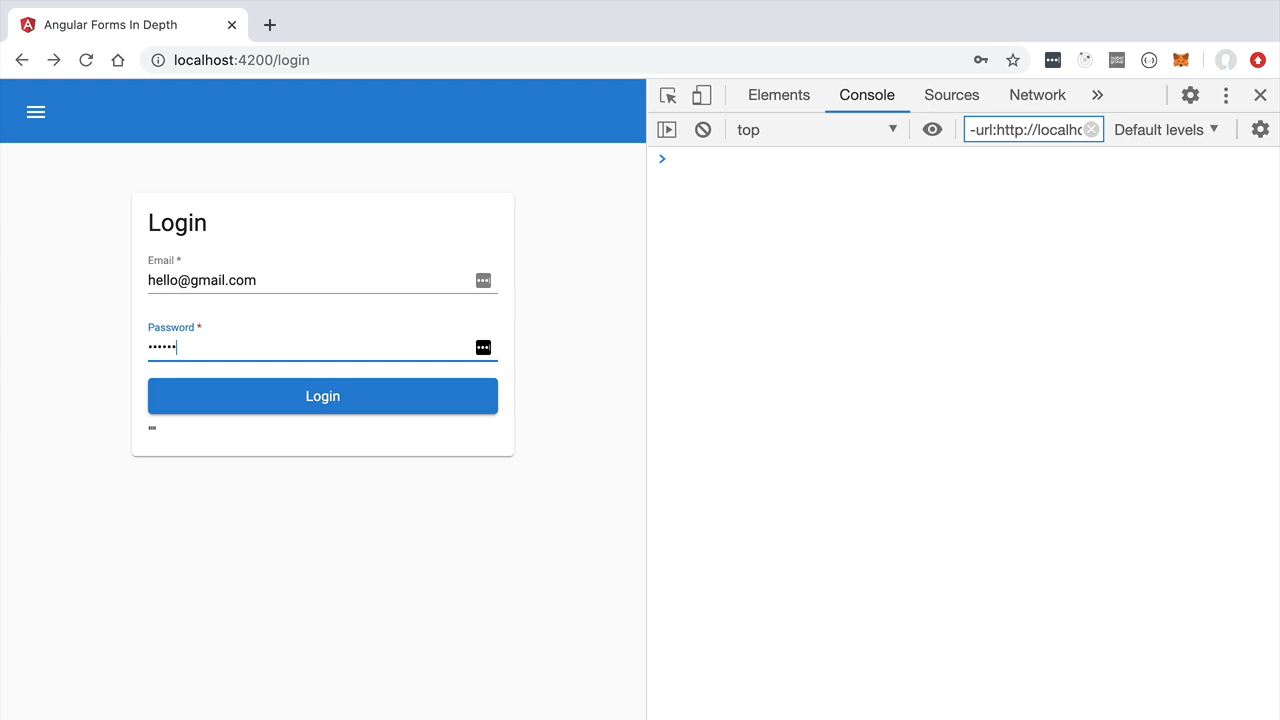 Angular Forms In Depth
localhost:4200/login
Elements Console Sources Network
top -url:http://localhc Default levels
Login
Email *
hello@gmail.com
Password *
••••••
Login
""